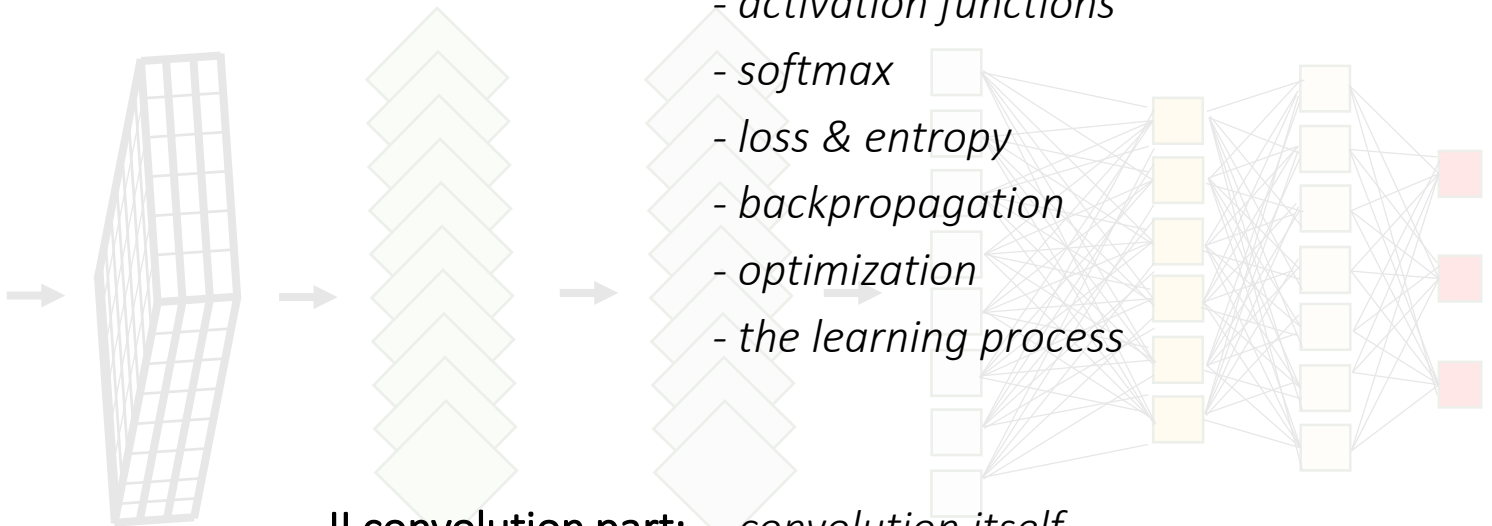 - activation functions
- softmax
- loss & entropy
- backpropagation
- optimization
- the learning process
II convolution part: - convolution itself